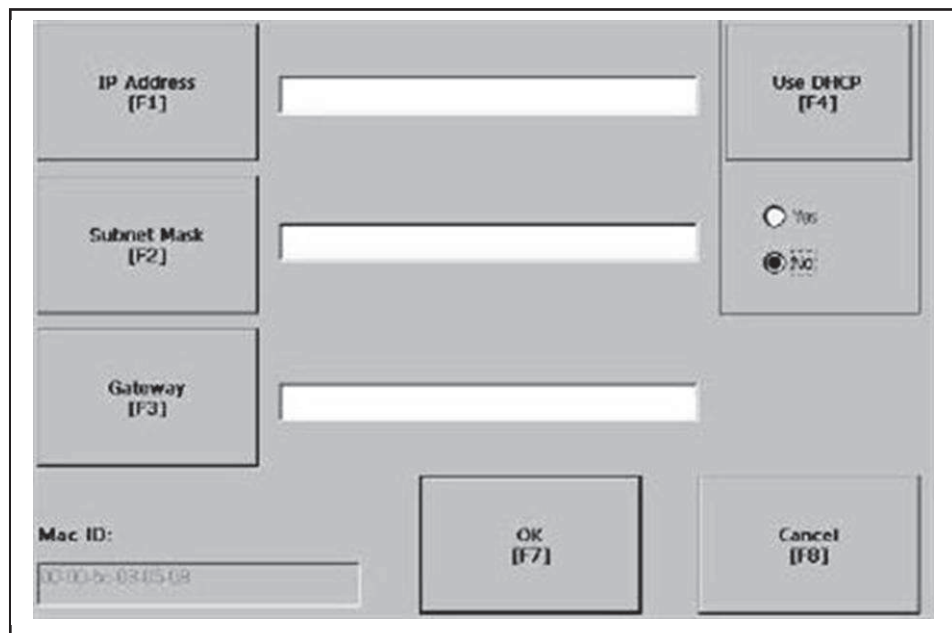 IP Address
[F1]
Use DHCP
[F4]
Subnet Mask
[F2]
Yes
No
Gateway
[F3]
Mac ID:
OK
[F7]
Cancel
[F8]